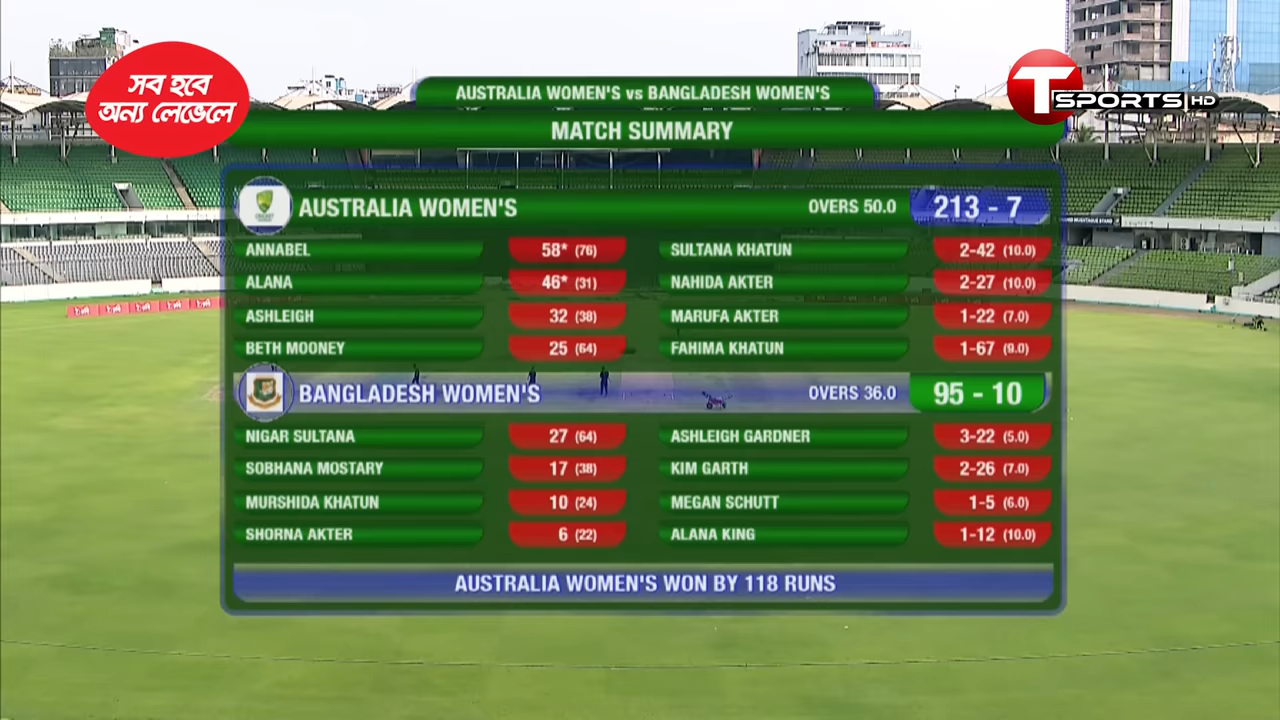 সব হবে
অন্য লেভেলে
T SPORTS HD
AUSTRALIA WOMEN'S vs BANGLADESH WOMEN'S
MATCH SUMMARY
AUSTRALIA WOMEN'S OVERS 50.0 213 - 7
ANNABEL 58* (76) SULTANA KHATUN 2-42 (10.0)
ALANA 46* (31) NAHIDA AKTER 2-27 (10.0)
ASHLEIGH 32 (38) MARUFA AKTER 1-22 (7.0)
BETH MOONEY 25 (64) FAHIMA KHATUN 1-67 (9.0)
BANGLADESH WOMEN'S OVERS 36.0 95 - 10
NIGAR SULTANA 27 (64) ASHLEIGH GARDNER 3-22 (5.0)
SOBHANA MOSTARY 17 (38) KIM GARTH 2-26 (7.0)
MURSHIDA KHATUN 10 (24) MEGAN SCHUTT 1-5 (6.0)
SHORNA AKTER 6 (22) ALANA KING 1-12 (10.0)
AUSTRALIA WOMEN'S WON BY 118 RUNS